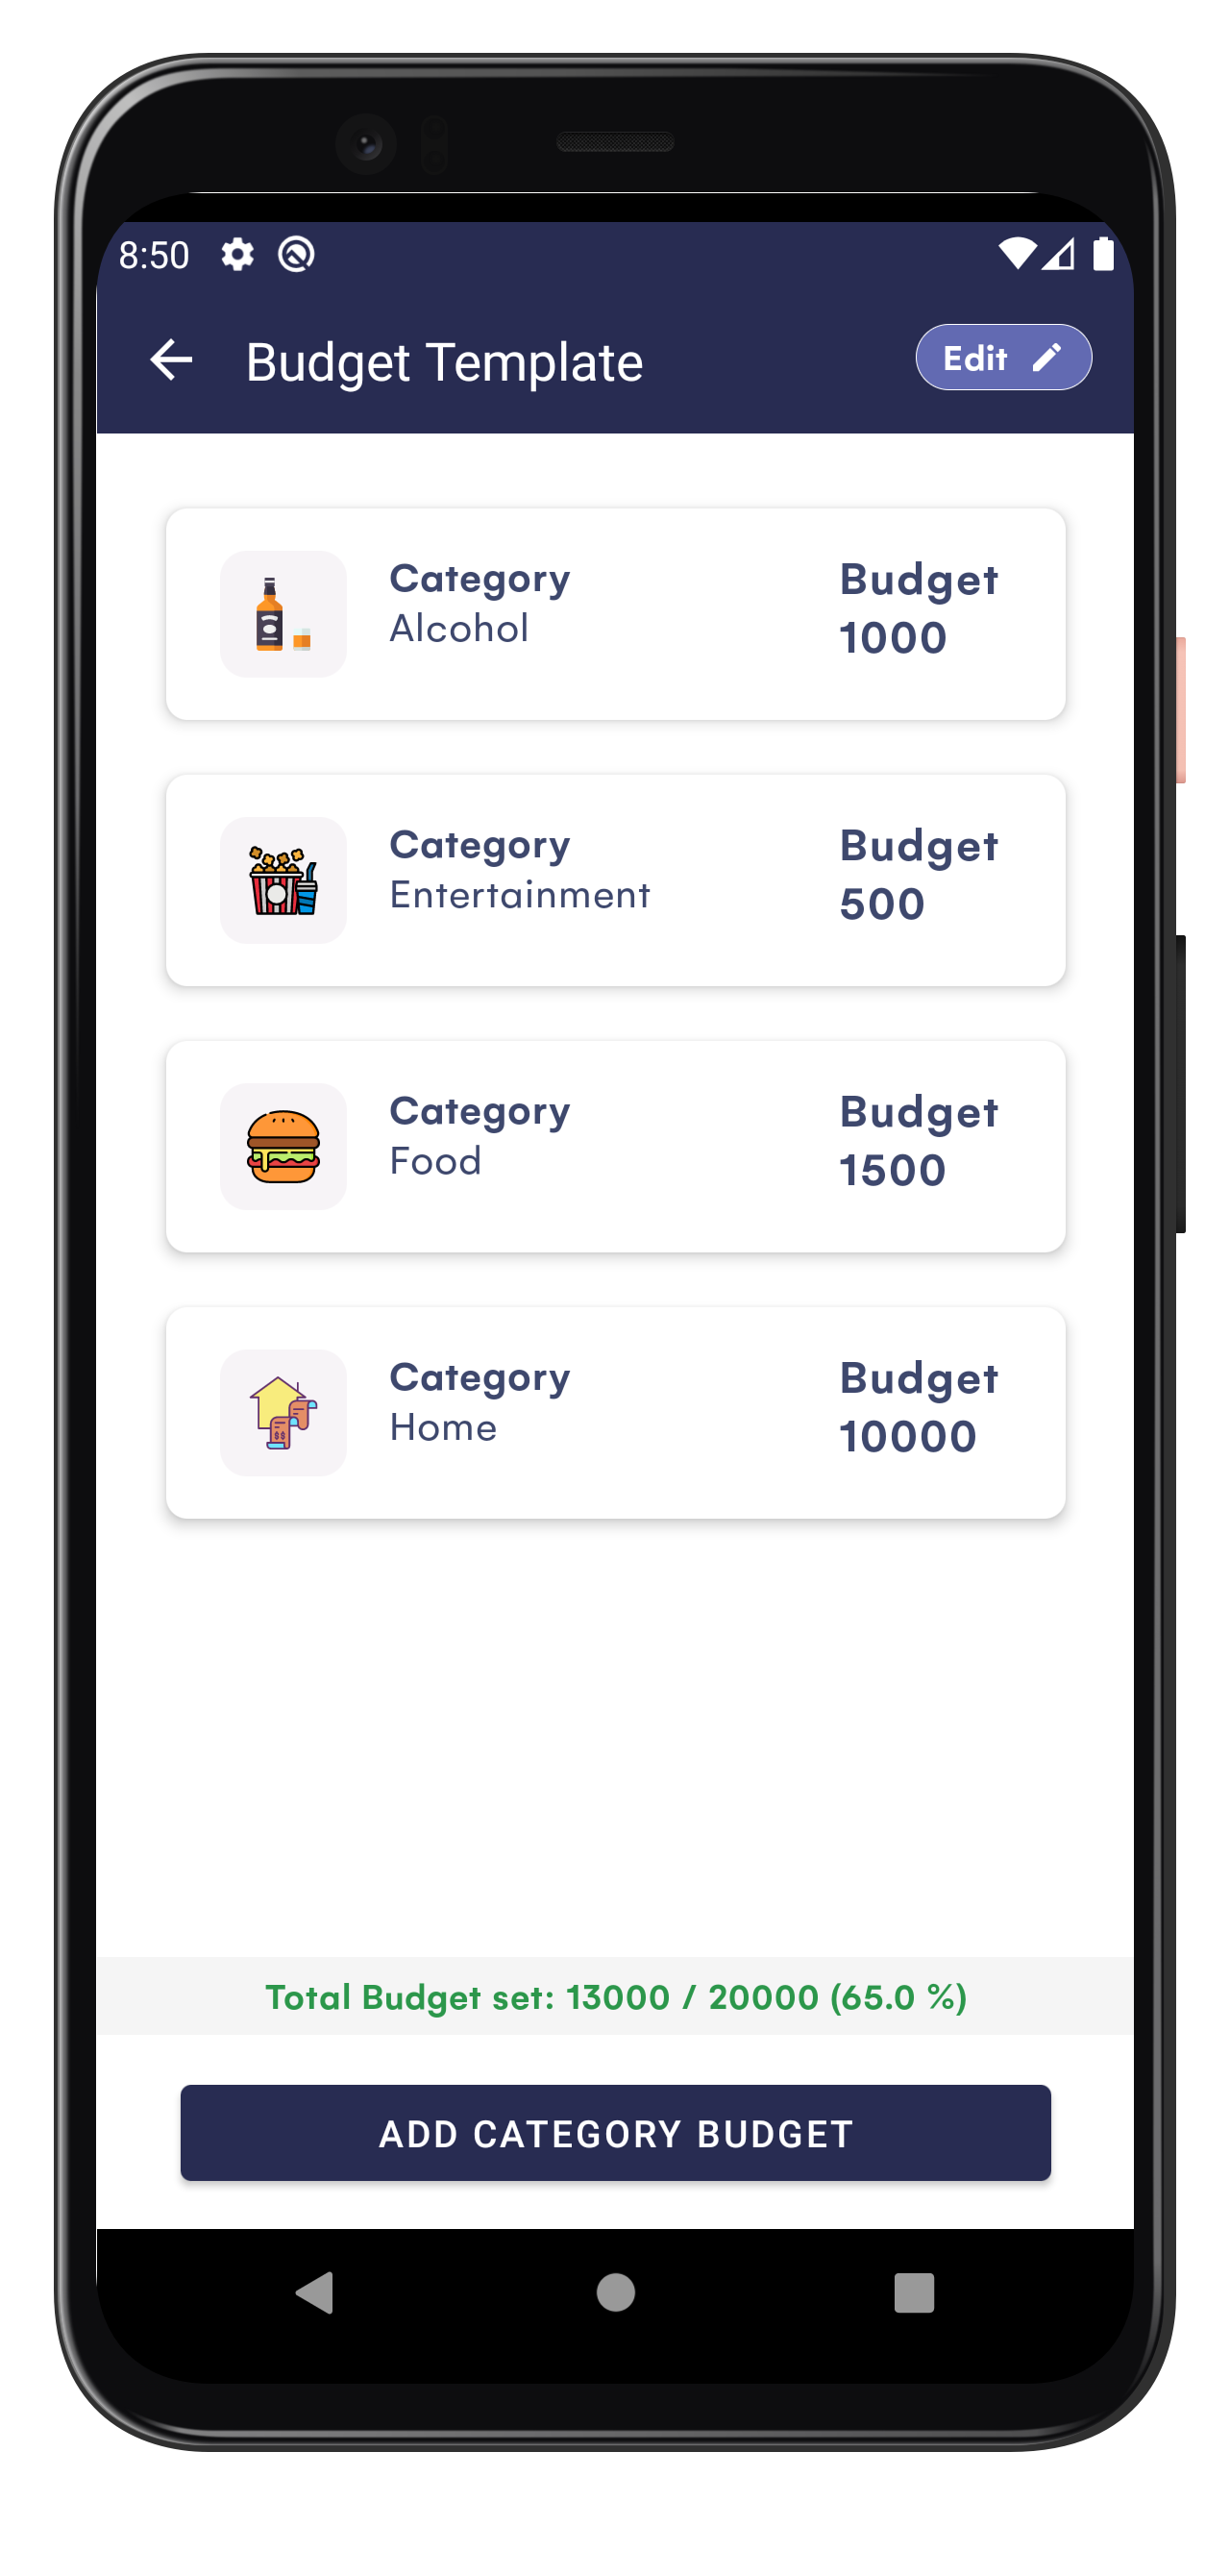 8:50
Budget Template
Edit
Category
Alcohol
Budget
1000
Category
Entertainment
Budget
500
Category
Food
Budget
1500
Category
Home
Budget
10000
Total Budget set: 13000 / 20000 (65.0 %)
ADD CATEGORY BUDGET